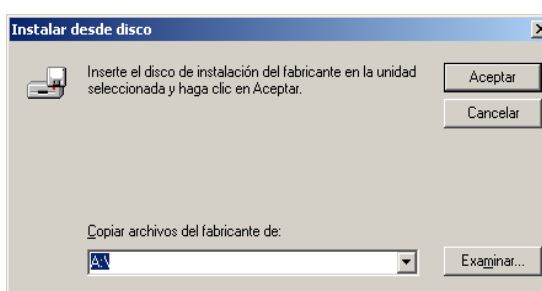 Instalar desde disco
Inserte el disco de instalación del fabricante en la unidad
seleccionada y haga clic en Aceptar.
Aceptar
Cancelar
Copiar archivos del fabricante de:
A:\
Examinar...